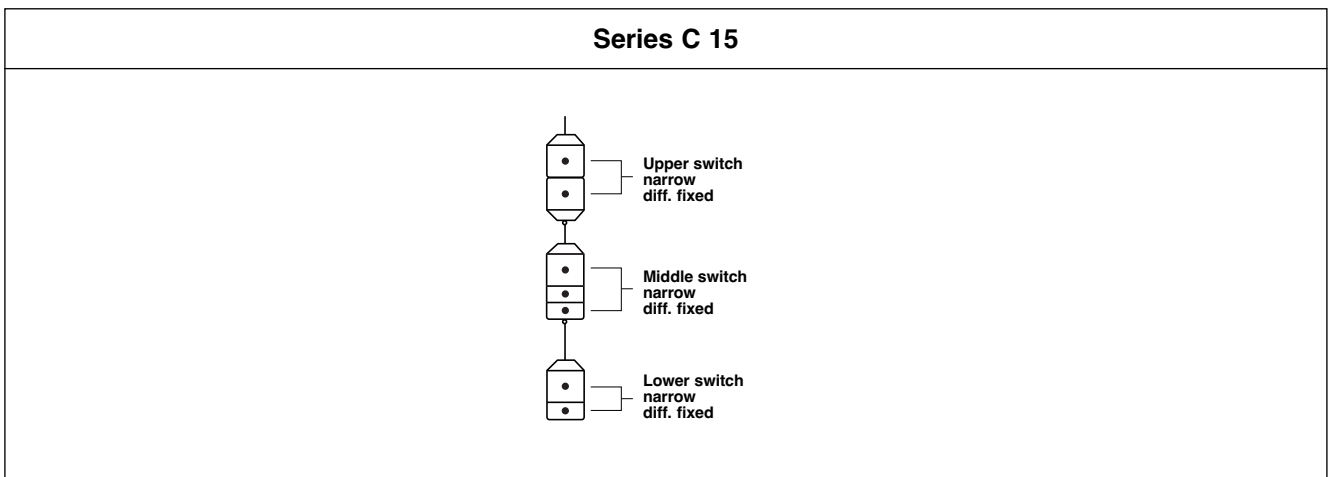 Series C 15
Upper switch
narrow
diff. fixed
Middle switch
narrow
diff. fixed
Lower switch
narrow
diff. fixed